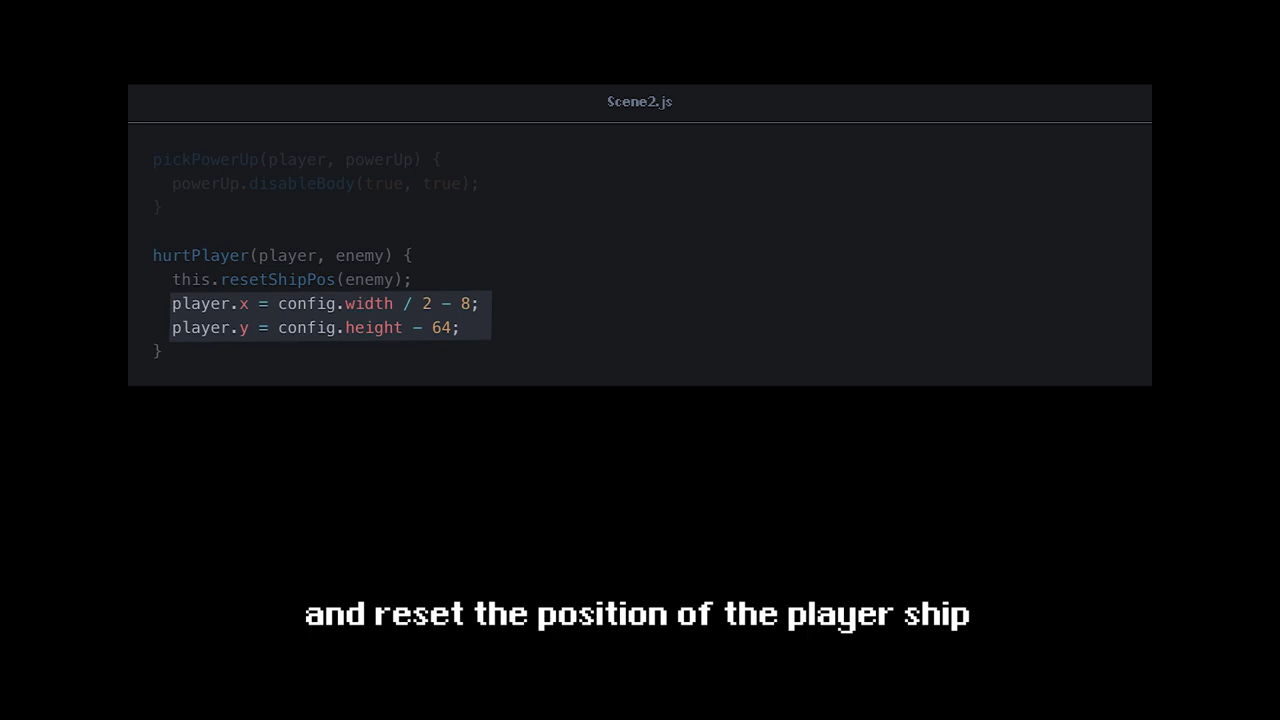 Scene2.js
pickPowerUp(player, powerUp) {
  powerUp.disableBody(true, true);
}
hurtPlayer(player, enemy) {
  this.resetShipPos(enemy);
  player.x = config.width / 2 - 8;
  player.y = config.height - 64;
}
and reset the position of the player ship